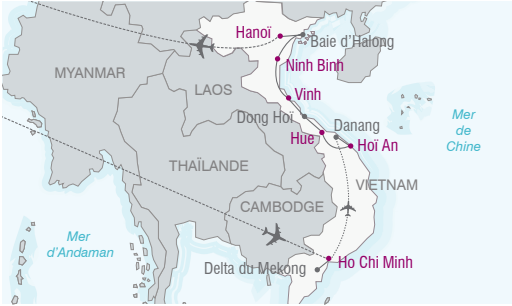 Hanoï
Baie d'Halong
Ninh Binh
MYANMAR
LAOS
Vinh
Dong Hoï
Mer
de
Chine
Danang
Hue
Hoï An
THAÏLANDE
VIETNAM
CAMBODGE
Mer
d'Andaman
Ho Chi Minh
Delta du Mekong